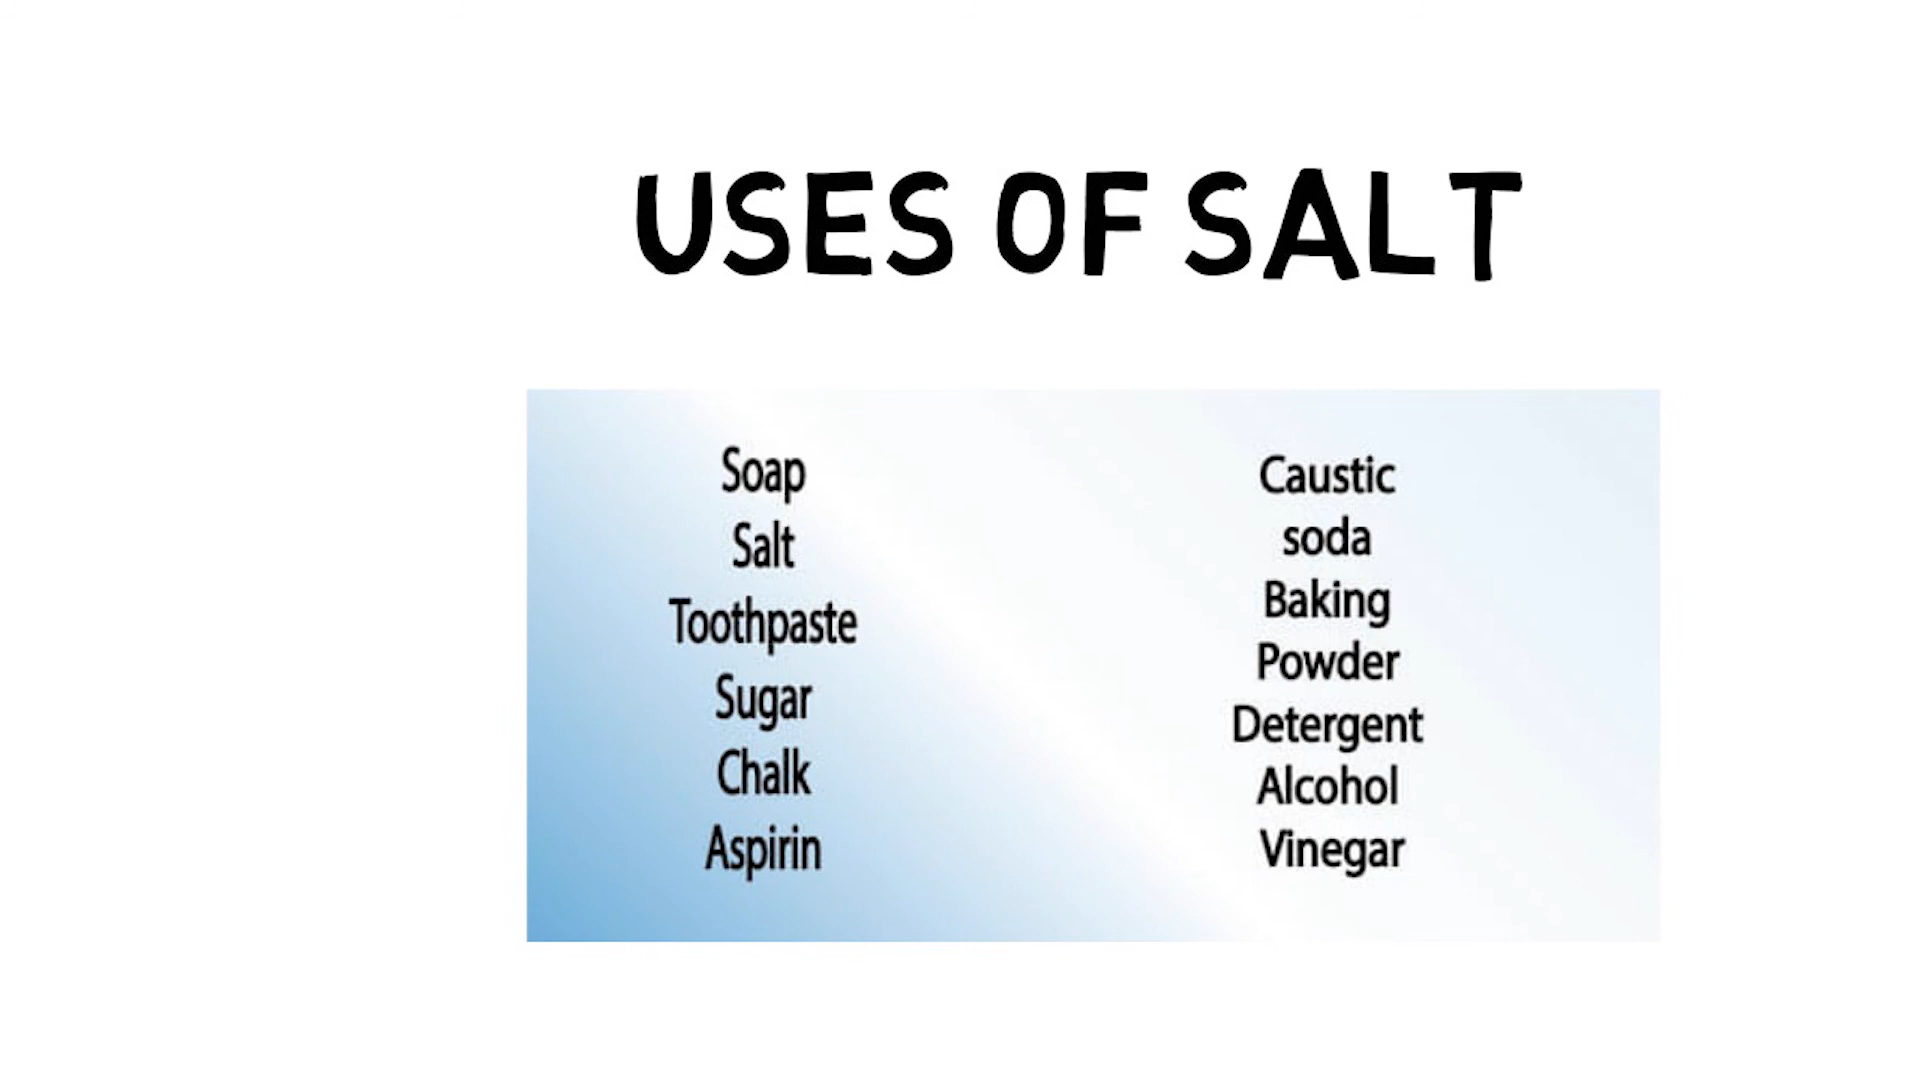 USES OF SALT
Soap
Salt
Toothpaste
Sugar
Chalk
Aspirin
Caustic
soda
Baking
Powder
Detergent
Alcohol
Vinegar